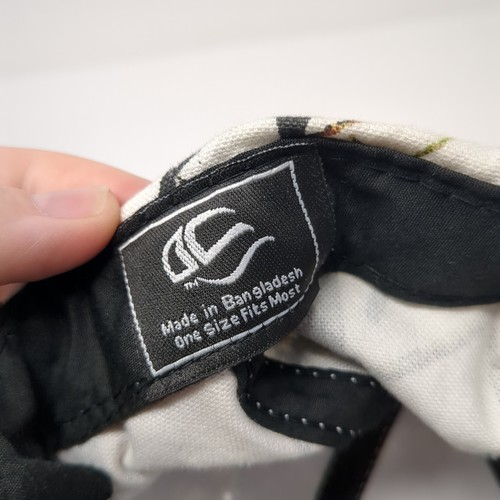 TM
Made in Bangladesh
One Size Fits Most